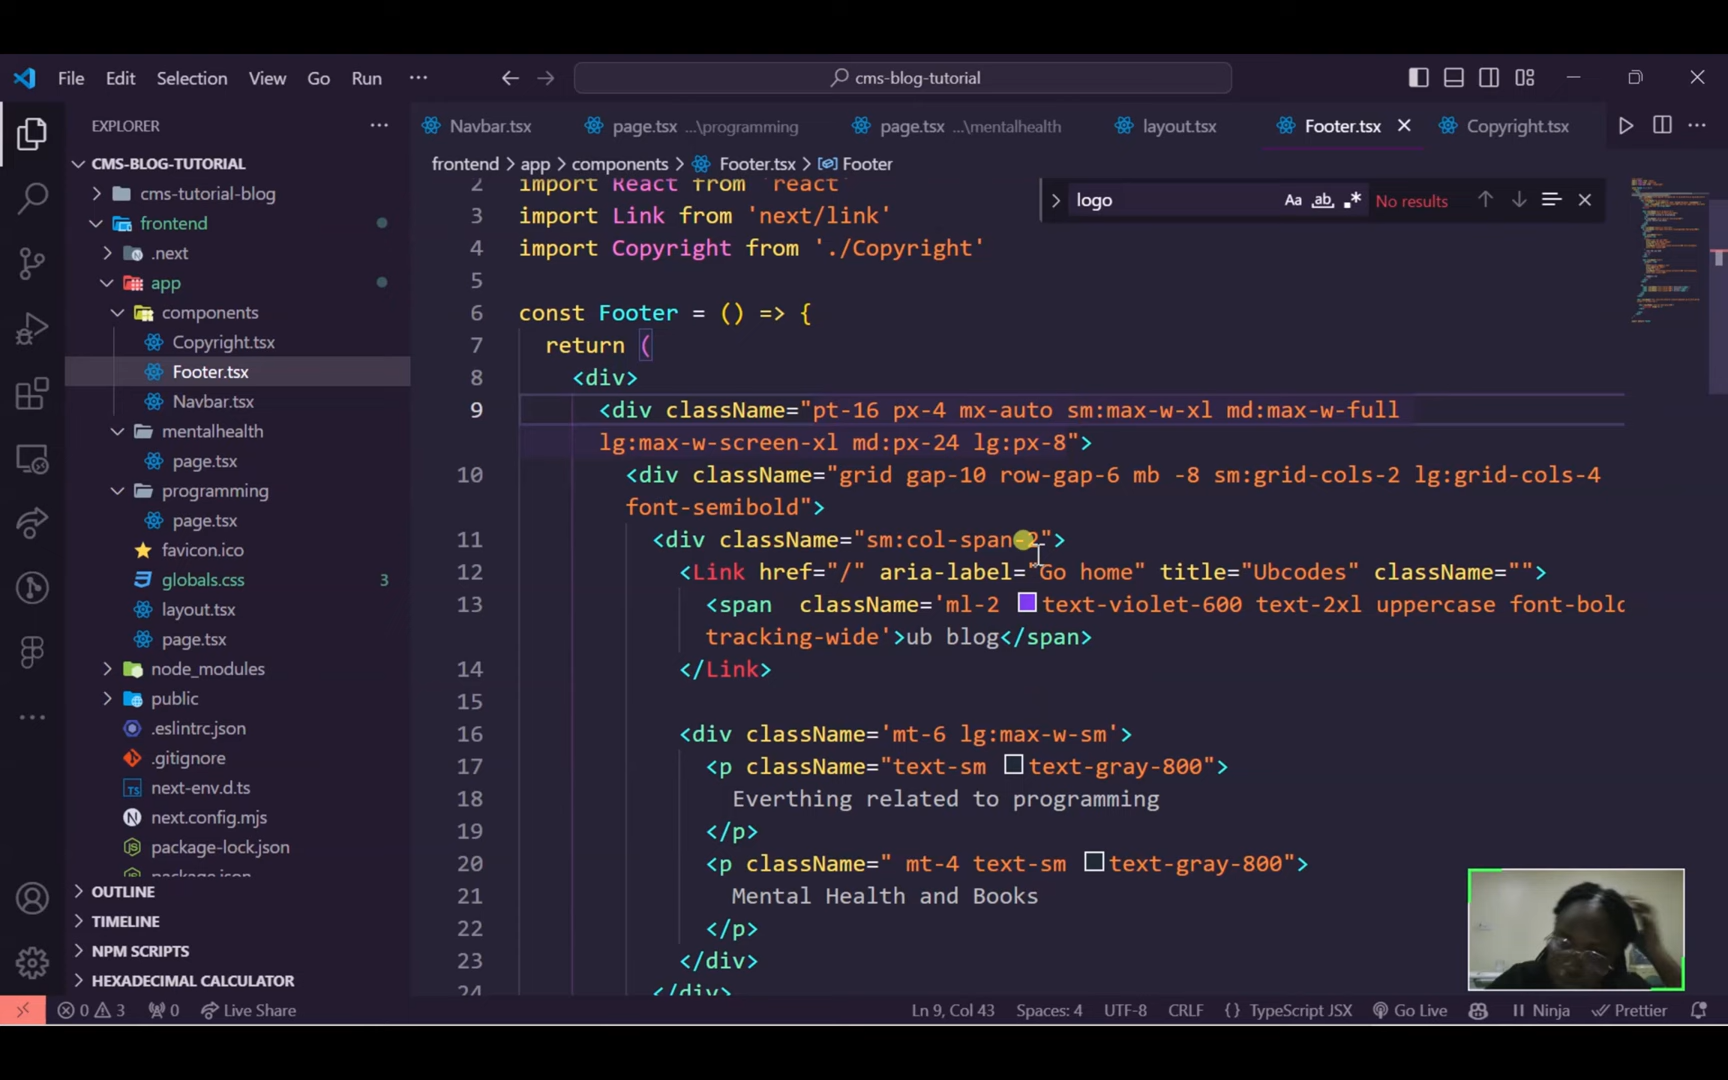 File Edit Selection View Go Run ··· cms-blog-tutorial
EXPLORER ···
CMS-BLOG-TUTORIAL
cms-tutorial-blog
frontend
.next
app
components
Copyright.tsx
Footer.tsx
Navbar.tsx
mentalhealth
page.tsx
programming
page.tsx
favicon.ico
globals.css 3
layout.tsx
page.tsx
node_modules
public
.eslintrc.json
.gitignore
next-env.d.ts
next.config.mjs
package-lock.json
package.json
OUTLINE
TIMELINE
NPM SCRIPTS
HEXADECIMAL CALCULATOR
Navbar.tsx page.tsx ...\programming page.tsx ...\mentalhealth layout.tsx Footer.tsx Copyright.tsx
frontend > app > components > Footer.tsx > Footer
logo Aa ab .* No results
2 import React from 'react'
3 import Link from 'next/link'
4 import Copyright from './Copyright'
5
6 const Footer = () => {
7 return (
8 <div>
9 <div className="pt-16 px-4 mx-auto sm:max-w-xl md:max-w-full
lg:max-w-screen-xl md:px-24 lg:px-8">
10 <div className="grid gap-10 row-gap-6 mb -8 sm:grid-cols-2 lg:grid-cols-4
font-semibold">
11 <div className="sm:col-span-2">
12 <Link href="/" aria-label="Go home" title="Ubcodes" className="">
13 <span className='ml-2 text-violet-600 text-2xl uppercase font-bold
tracking-wide'>ub blog</span>
14 </Link>
15
16 <div className='mt-6 lg:max-w-sm'>
17 <p className="text-sm text-gray-800">
18 Everthing related to programming
19 </p>
20 <p className=" mt-4 text-sm text-gray-800">
21 Mental Health and Books
22 </p>
23 </div>
</div>
0 3 0 Live Share Ln 9, Col 43 Spaces: 4 UTF-8 CRLF {} TypeScript JSX Go Live Ninja Prettier